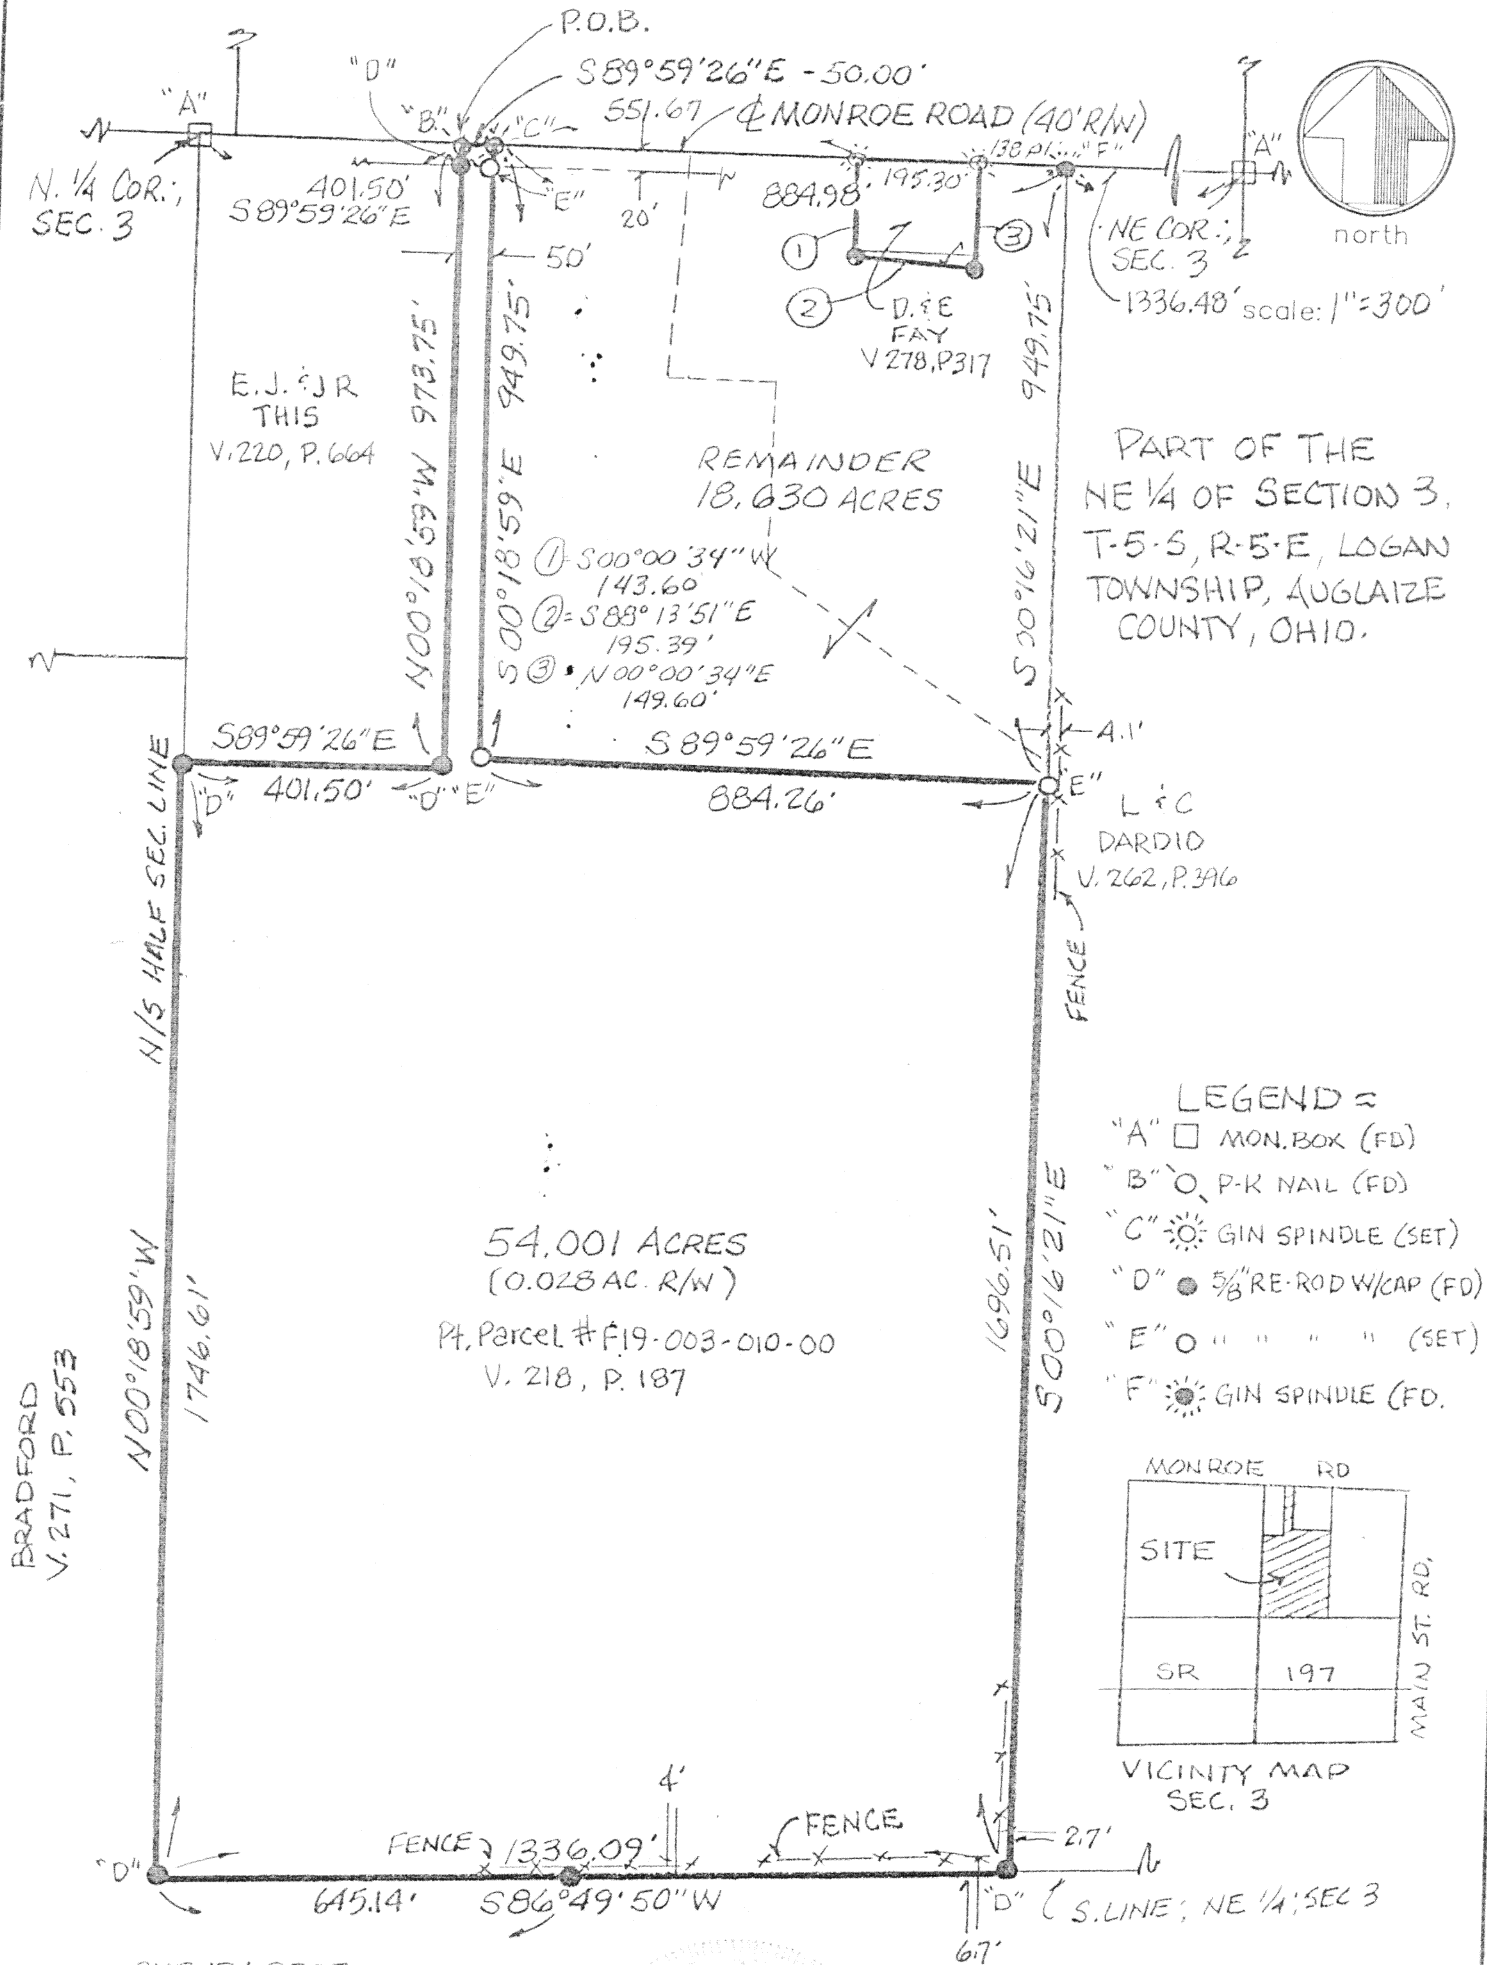 P.O.B.
"D"
S89°59'26"E - 50.00'
"A"
"B"
"C"
551.67
℄ MONROE ROAD (40' R/W)
"F"
"A"
N. 1/4 COR.;
SEC. 3
401.50'
S89°59'26"E
"E"
20'
884.98'
195.30'
NE COR.;
SEC. 3
north
50'
①
③
②
1336.48'
scale: 1"=300'
D. & E
FAY
V278, P317
E.J. & JR
THIS
V.220, P.664
N00°18'59"W 973.75'
S00°18'59"E 949.75'
S00°16'21"E 949.75'
REMAINDER
18.630 ACRES
PART OF THE
NE 1/4 OF SECTION 3,
T-5-S, R-5-E, LOGAN
TOWNSHIP, AUGLAIZE
COUNTY, OHIO.
① S00°00'34"W
143.60'
② = S88°13'51"E
195.39'
③ N00°00'34"E
149.60'
S89°59'26"E
401.50'
"D"
"D"
"E"
S89°59'26"E
884.26'
4.1'
"E"
L & C
DARDIO
V. 262, P.396
FENCE
N/S HALF SEC. LINE
LEGEND =
"A" □ MON. BOX (FD)
"B" ○ P-K NAIL (FD)
"C" GIN SPINDLE (SET)
"D" ● 5/8" RE-ROD W/CAP (FD)
"E" ○ " " " " (SET)
"F" GIN SPINDLE (FD.
54.001 ACRES
(0.028 AC. R/W)
Pt. Parcel # F19-003-010-00
V. 218, P. 187
N00°18'59"W
1746.61'
1696.51'
S00°16'21"E
BRADFORD
V. 271, P. 553
MONROE RD
SITE
SR 197
MAIN ST. RD.
VICINITY MAP
SEC. 3
4'
FENCE
1336.09'
FENCE
2.7'
"D"
645.14'
S86°49'50"W
"D"
S. LINE; NE 1/4; SEC 3
6.7'